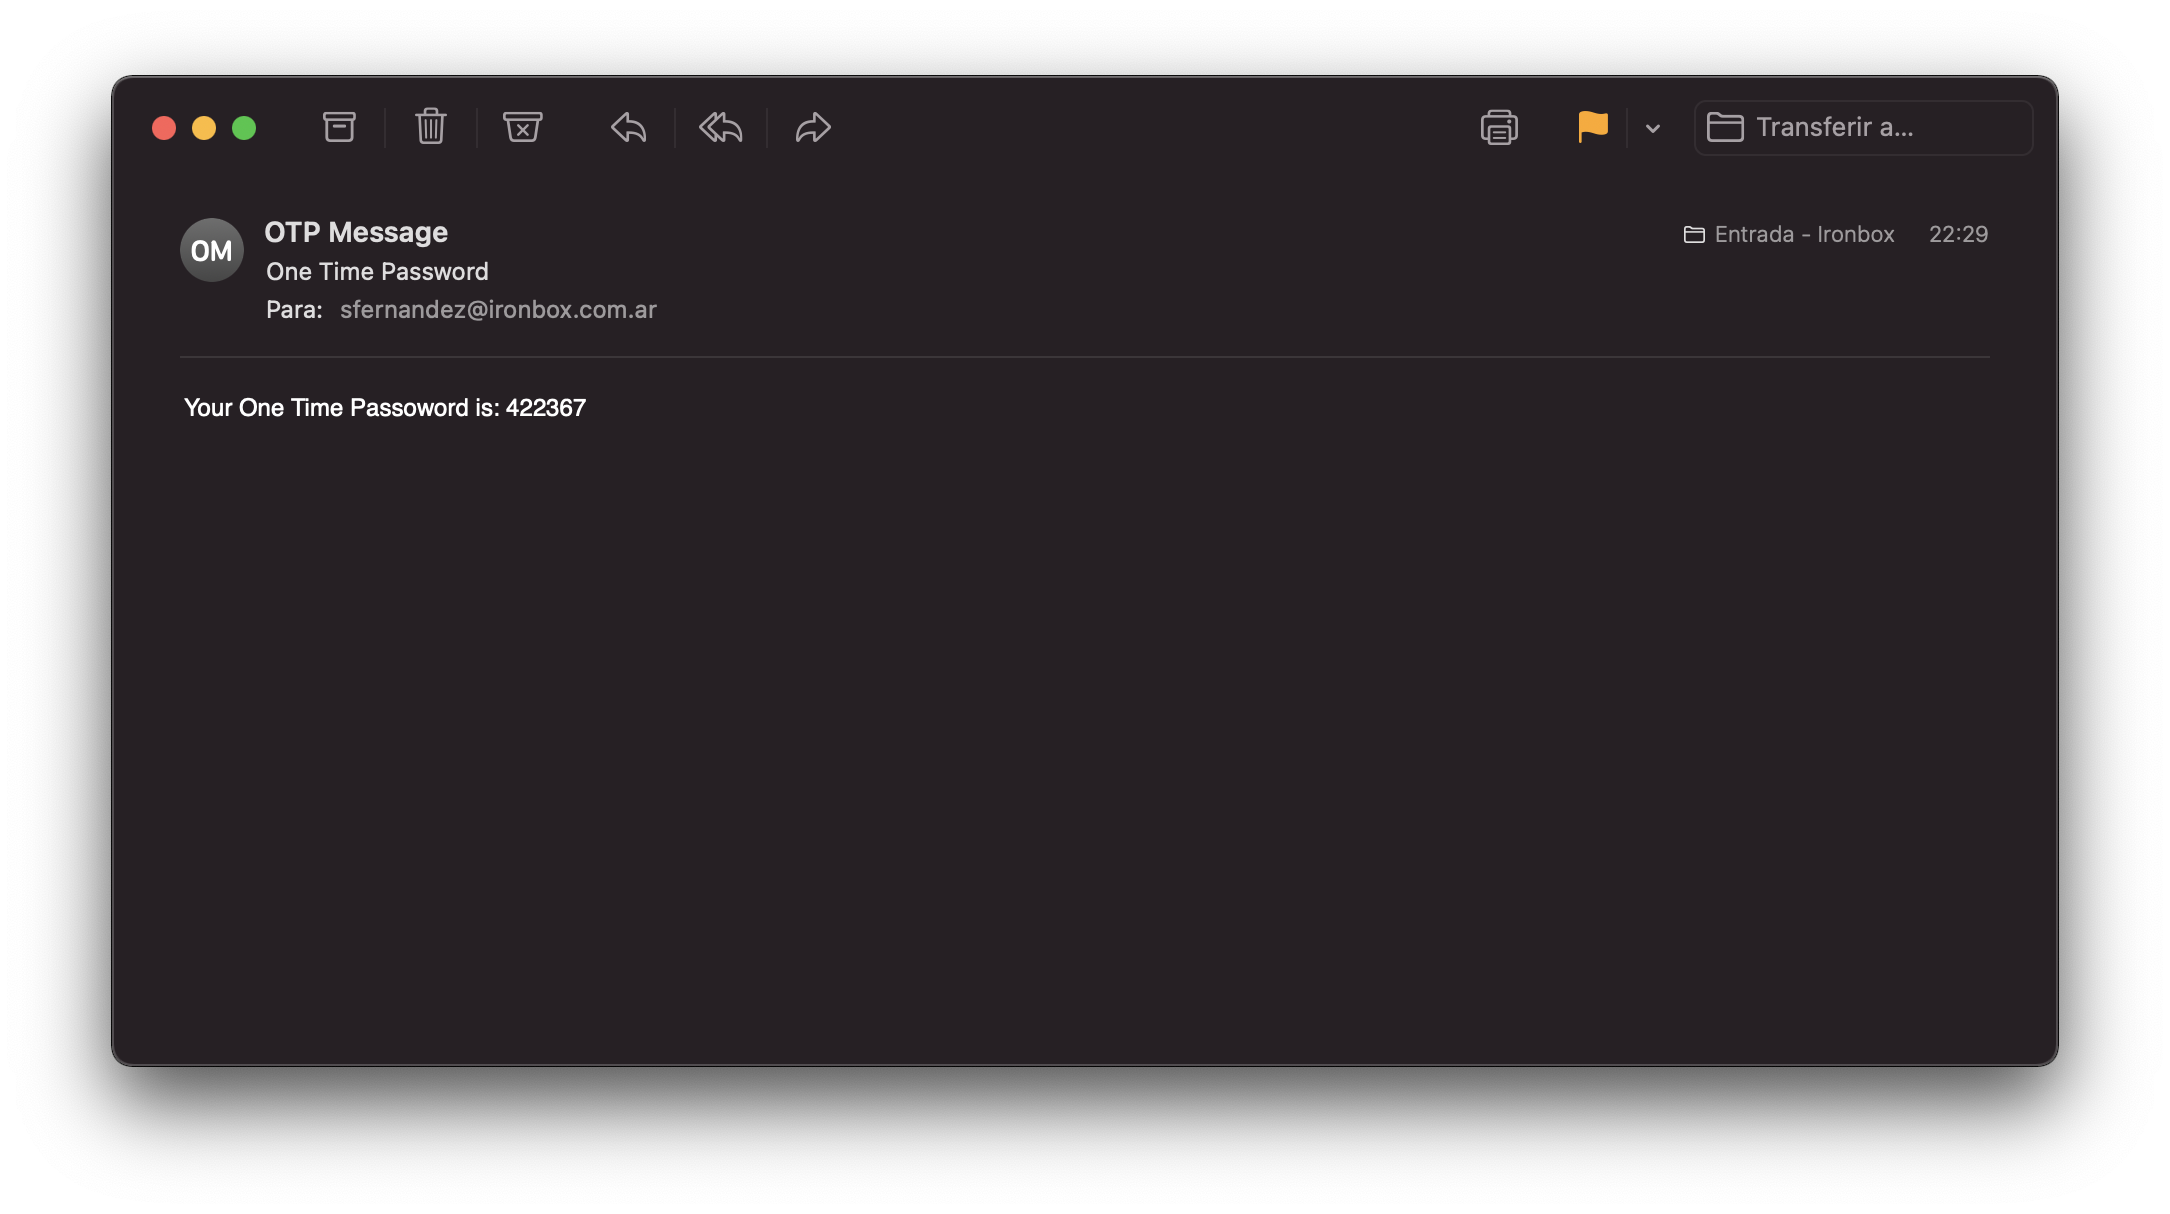 Transferir a...
OM
OTP Message
Entrada - Ironbox 22:29
One Time Password
Para: sfernandez@ironbox.com.ar
Your One Time Passoword is: 422367